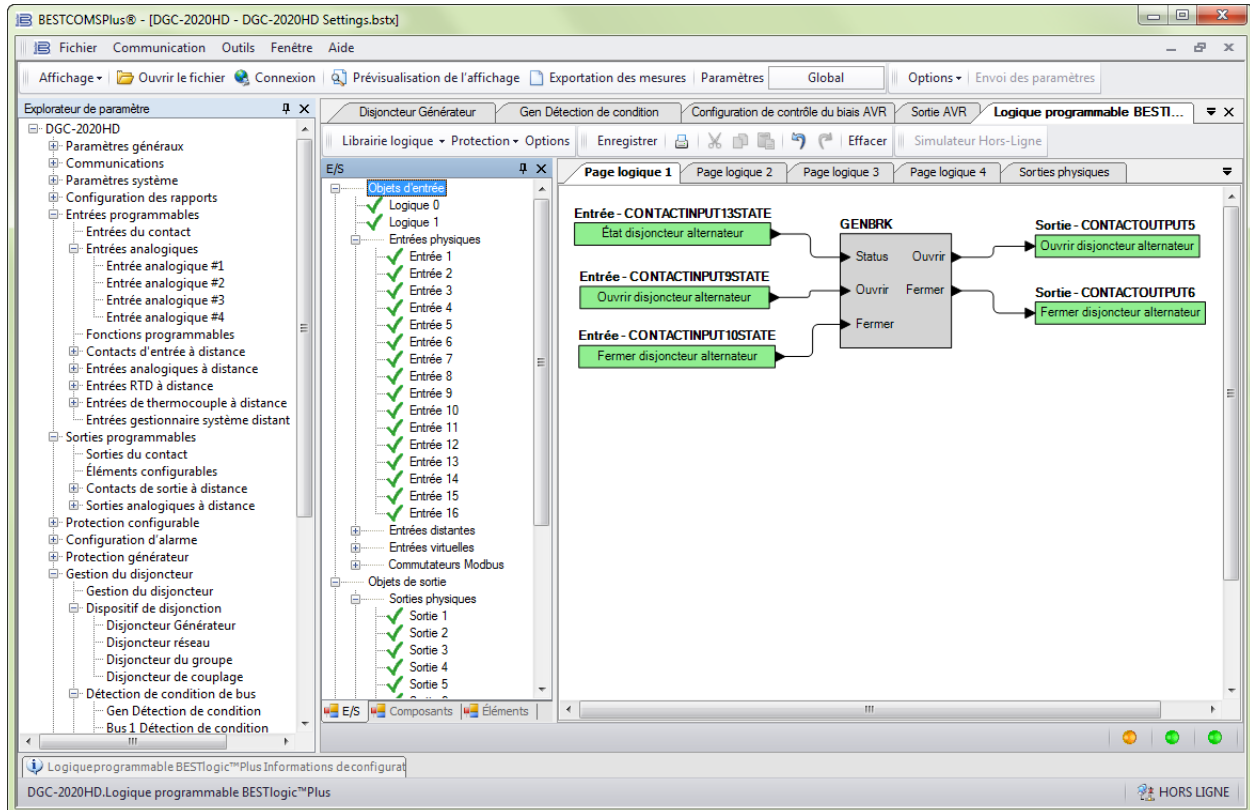 BESTCOMSPlus® - [DGC-2020HD - DGC-2020HD Settings.bstx]
Fichier Communication Outils Fenêtre Aide
Affichage Ouvrir le fichier Connexion Prévisualisation de l'affichage Exportation des mesures Paramètres Global Options Envoi des paramètres
Explorateur de paramètre
DGC-2020HD
Paramètres généraux
Communications
Paramètres système
Configuration des rapports
Entrées programmables
Entrées du contact
Entrées analogiques
Entrée analogique #1
Entrée analogique #2
Entrée analogique #3
Entrée analogique #4
Fonctions programmables
Contacts d'entrée à distance
Entrées analogiques à distance
Entrées RTD à distance
Entrées de thermocouple à distance
Entrées gestionnaire système distant
Sorties programmables
Sorties du contact
Éléments configurables
Contacts de sortie à distance
Sorties analogiques à distance
Protection configurable
Configuration d'alarme
Protection générateur
Gestion du disjoncteur
Gestion du disjoncteur
Dispositif de disjonction
Disjoncteur Générateur
Disjoncteur réseau
Disjoncteur du groupe
Disjoncteur de couplage
Détection de condition de bus
Gen Détection de condition
Bus 1 Détection de condition
Disjoncteur Générateur Gen Détection de condition Configuration de contrôle du biais AVR Sortie AVR Logique programmable BESTl...
Librairie logique Protection Options Enregistrer Effacer Simulateur Hors-Ligne
E/S
Objets d'entrée
Logique 0
Logique 1
Entrées physiques
Entrée 1
Entrée 2
Entrée 3
Entrée 4
Entrée 5
Entrée 6
Entrée 7
Entrée 8
Entrée 9
Entrée 10
Entrée 11
Entrée 12
Entrée 13
Entrée 14
Entrée 15
Entrée 16
Entrées distantes
Entrées virtuelles
Commutateurs Modbus
Objets de sortie
Sorties physiques
Sortie 1
Sortie 2
Sortie 3
Sortie 4
Sortie 5
E/S Composants Éléments
Page logique 1 Page logique 2 Page logique 3 Page logique 4 Sorties physiques
Entrée - CONTACTINPUT13STATE
État disjoncteur alternateur
Entrée - CONTACTINPUT9STATE
Ouvrir disjoncteur alternateur
Entrée - CONTACTINPUT10STATE
Fermer disjoncteur alternateur
GENBRK
Status Ouvrir
Ouvrir Fermer
Fermer
Sortie - CONTACTOUTPUT5
Ouvrir disjoncteur alternateur
Sortie - CONTACTOUTPUT6
Fermer disjoncteur alternateur
Logique programmable BESTlogic™Plus Informations de configurat
DGC-2020HD.Logique programmable BESTlogic™Plus
HORS LIGNE